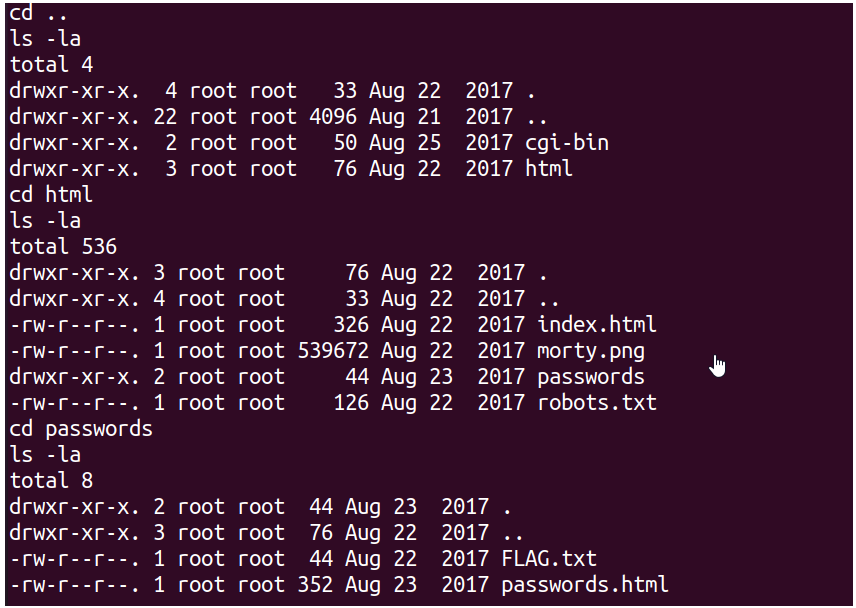 cd ..
ls -la
total 4
drwxr-xr-x.  4 root root   33 Aug 22  2017 .
drwxr-xr-x. 22 root root 4096 Aug 21  2017 ..
drwxr-xr-x.  2 root root   50 Aug 25  2017 cgi-bin
drwxr-xr-x.  3 root root   76 Aug 22  2017 html
cd html
ls -la
total 536
drwxr-xr-x. 3 root root     76 Aug 22  2017 .
drwxr-xr-x. 4 root root     33 Aug 22  2017 ..
-rw-r--r--. 1 root root    326 Aug 22  2017 index.html
-rw-r--r--. 1 root root 539672 Aug 22  2017 morty.png
drwxr-xr-x. 2 root root     44 Aug 23  2017 passwords
-rw-r--r--. 1 root root    126 Aug 22  2017 robots.txt
cd passwords
ls -la
total 8
drwxr-xr-x. 2 root root  44 Aug 23  2017 .
drwxr-xr-x. 3 root root  76 Aug 22  2017 ..
-rw-r--r--. 1 root root  44 Aug 22  2017 FLAG.txt
-rw-r--r--. 1 root root 352 Aug 23  2017 passwords.html